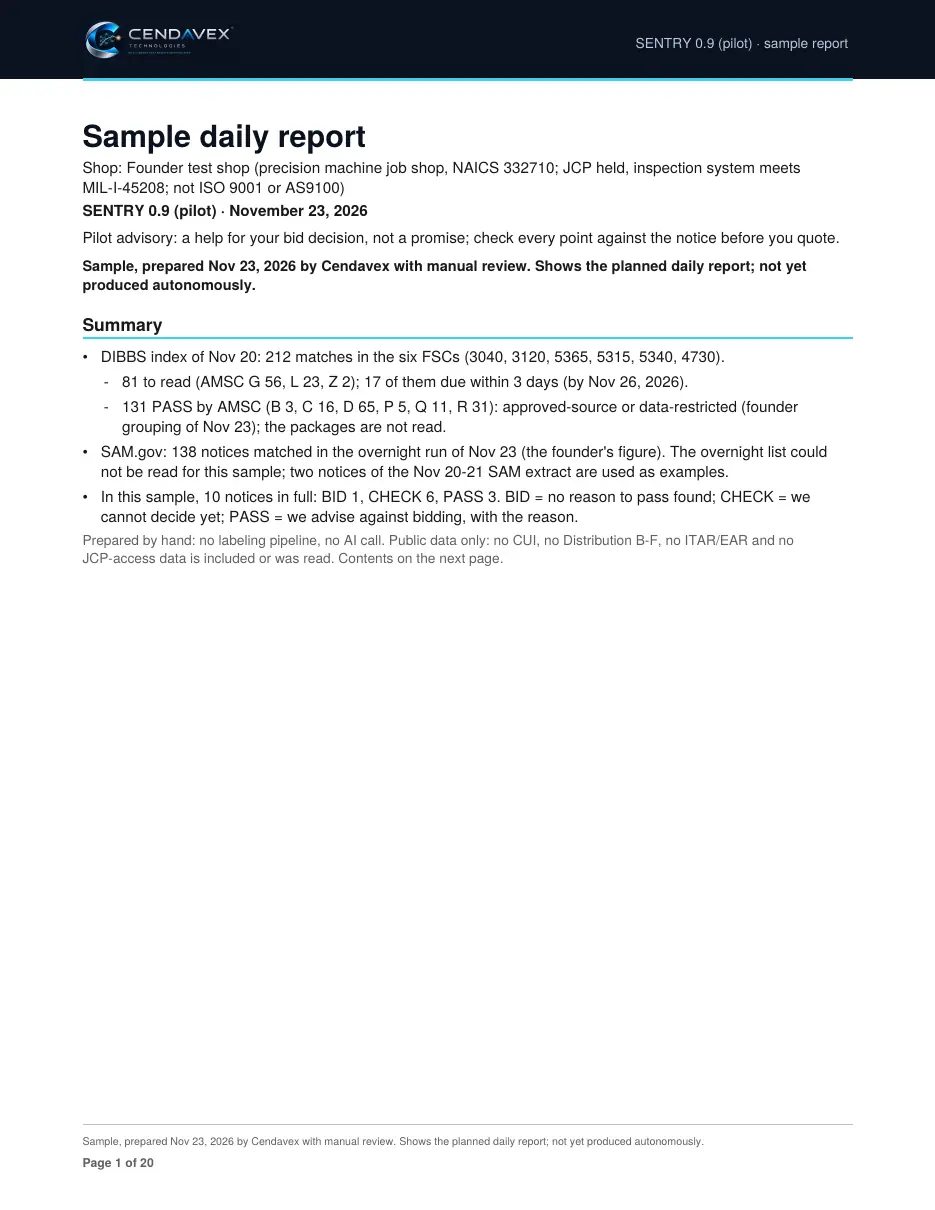 CENDAVEX
TECHNOLOGIES
SENTRY 0.9 (pilot) · sample report
Sample daily report
Shop: Founder test shop (precision machine job shop, NAICS 332710; JCP held, inspection system meets
MIL-I-45208; not ISO 9001 or AS9100)
SENTRY 0.9 (pilot) · November 23, 2026
Pilot advisory: a help for your bid decision, not a promise; check every point against the notice before you quote.
Sample, prepared Nov 23, 2026 by Cendavex with manual review. Shows the planned daily report; not yet
produced autonomously.
Summary
• DIBBS index of Nov 20: 212 matches in the six FSCs (3040, 3120, 5365, 5315, 5340, 4730).
- 81 to read (AMSC G 56, L 23, Z 2); 17 of them due within 3 days (by Nov 26, 2026).
- 131 PASS by AMSC (B 3, C 16, D 65, P 5, Q 11, R 31): approved-source or data-restricted (founder
grouping of Nov 23); the packages are not read.
• SAM.gov: 138 notices matched in the overnight run of Nov 23 (the founder's figure). The overnight list could
not be read for this sample; two notices of the Nov 20-21 SAM extract are used as examples.
• In this sample, 10 notices in full: BID 1, CHECK 6, PASS 3. BID = no reason to pass found; CHECK = we
cannot decide yet; PASS = we advise against bidding, with the reason.
Prepared by hand: no labeling pipeline, no AI call. Public data only: no CUI, no Distribution B-F, no ITAR/EAR and no
JCP-access data is included or was read. Contents on the next page.
Sample, prepared Nov 23, 2026 by Cendavex with manual review. Shows the planned daily report; not yet produced autonomously.
Page 1 of 20